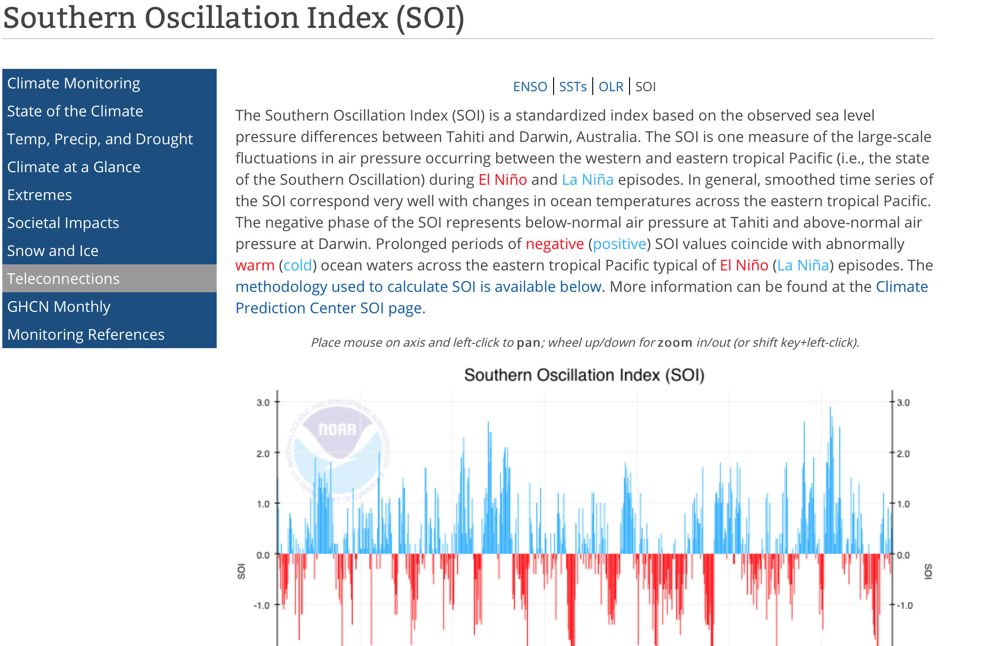 Southern Oscillation Index (SOI)
Climate Monitoring
State of the Climate
Temp, Precip, and Drought
Climate at a Glance
Extremes
Societal Impacts
Snow and Ice
Teleconnections
GHCN Monthly
Monitoring References
ENSO | SSTs | OLR | SOI
The Southern Oscillation Index (SOI) is a standardized index based on the observed sea level
pressure differences between Tahiti and Darwin, Australia. The SOI is one measure of the large-scale
fluctuations in air pressure occurring between the western and eastern tropical Pacific (i.e., the state
of the Southern Oscillation) during El Niño and La Niña episodes. In general, smoothed time series of
the SOI correspond very well with changes in ocean temperatures across the eastern tropical Pacific.
The negative phase of the SOI represents below-normal air pressure at Tahiti and above-normal air
pressure at Darwin. Prolonged periods of negative (positive) SOI values coincide with abnormally
warm (cold) ocean waters across the eastern tropical Pacific typical of El Niño (La Niña) episodes. The
methodology used to calculate SOI is available below. More information can be found at the Climate
Prediction Center SOI page.
Place mouse on axis and left-click to pan; wheel up/down for zoom in/out (or shift key+left-click).
Southern Oscillation Index (SOI)
NATIONAL OCEANIC AND ATMOSPHERIC ADMINISTRATION
NOAA
3.0 3.0
2.0 2.0
1.0 1.0
0.0 0.0
-1.0 -1.0
SOI
SOI